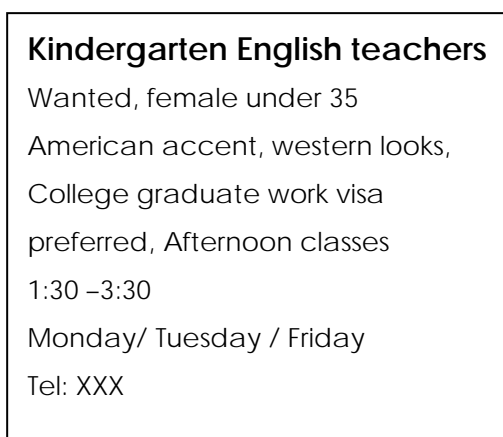 Kindergarten English teachers
Wanted, female under 35
American accent, western looks,
College graduate work visa
preferred, Afternoon classes
1:30 –3:30
Monday/ Tuesday / Friday
Tel: XXX